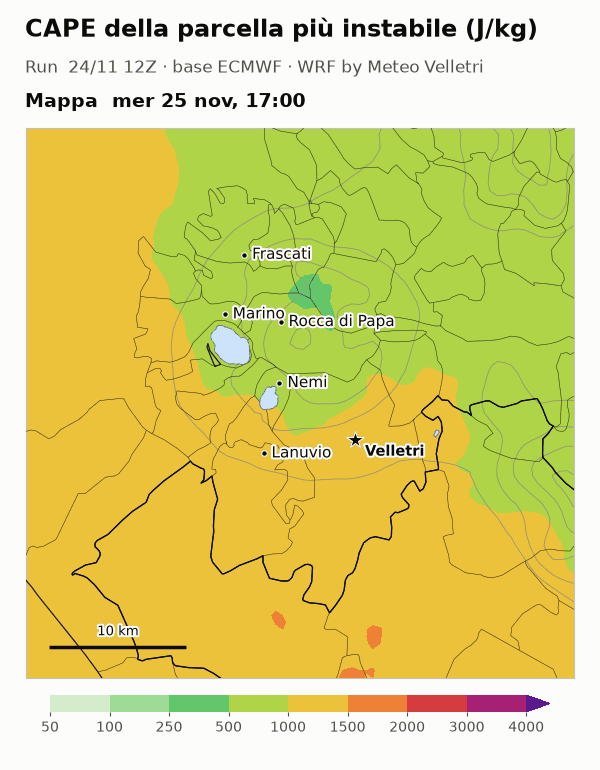 CAPE della parcella più instabile (J/kg)
Run  24/11 12Z · base ECMWF · WRF by Meteo Velletri
Mappa  mer 25 nov, 17:00
Frascati
Marino
Rocca di Papa
Nemi
Velletri
Lanuvio
10 km
50 100 250 500 1000 1500 2000 3000 4000